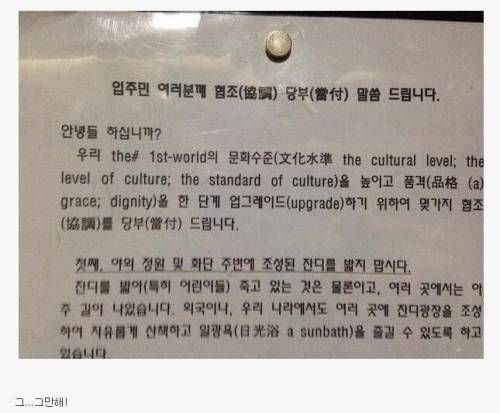 입주민 여러분께 협조(協調) 당부(當付) 말씀 드립니다.
안녕들 하십니까?
우리 the# 1st-world의 문화수준(文化水準 the cultural level; the
level of culture; the standard of culture)을 높이고 품격(品格 (a)
grace; dignity)을 한 단계 업그레이드(upgrade)하기 위하여 몇가지 협조
(協調)를 당부(當付) 드립니다.
첫째, 야외 정원 및 화단 주변에 조성된 잔디를 밟지 맙시다.
잔디를 밟아(특히 어린이들) 죽고 있는 것은 물론이고, 여러 곳에서는 아
주 길이 나있습니다. 외국이나, 우리 나라에서도 여러 곳에 잔디광장을 조성
하여 자유롭게 산책하고 일광욕(日光浴 a sunbath)을 즐길 수 있도록 하고
있습니다.
그...그만해!